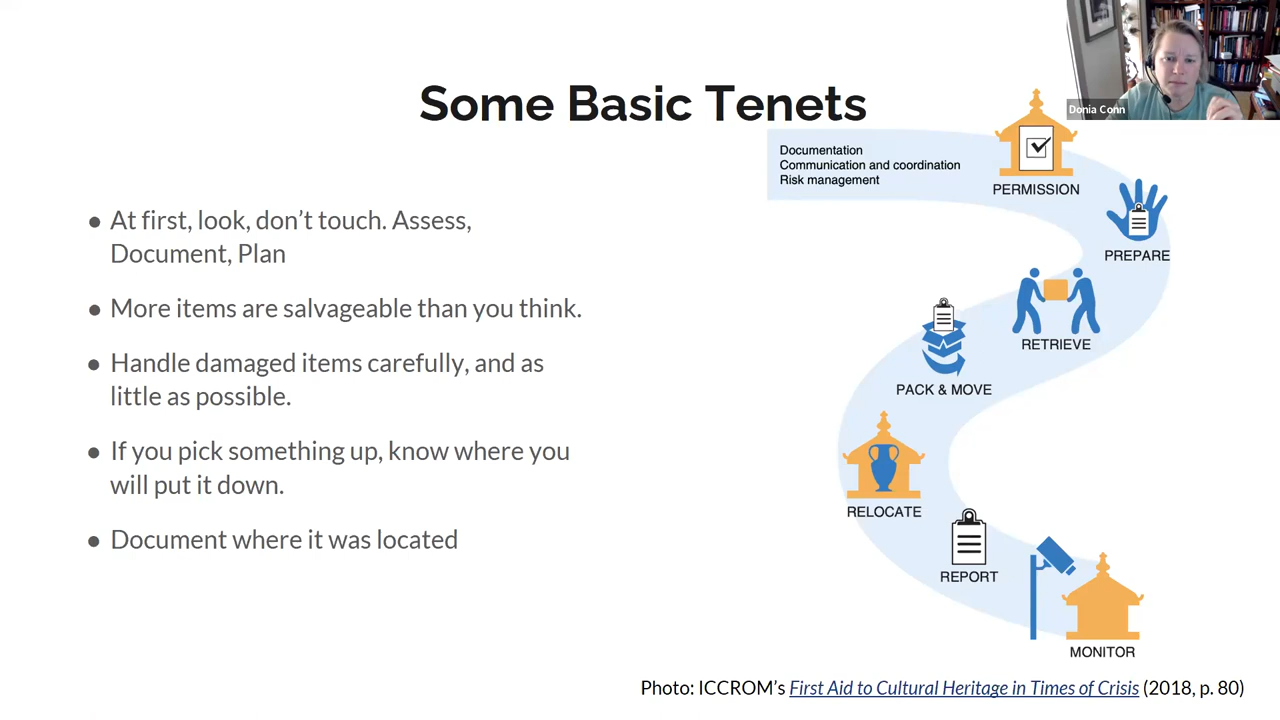 Some Basic Tenets
Donia Conn
● At first, look, don’t touch. Assess,
Document, Plan
● More items are salvageable than you think.
● Handle damaged items carefully, and as
little as possible.
● If you pick something up, know where you
will put it down.
● Document where it was located
Documentation
Communication and coordination
Risk management
PERMISSION
PREPARE
RETRIEVE
PACK & MOVE
RELOCATE
REPORT
MONITOR
Photo: ICCROM’s First Aid to Cultural Heritage in Times of Crisis (2018, p. 80)